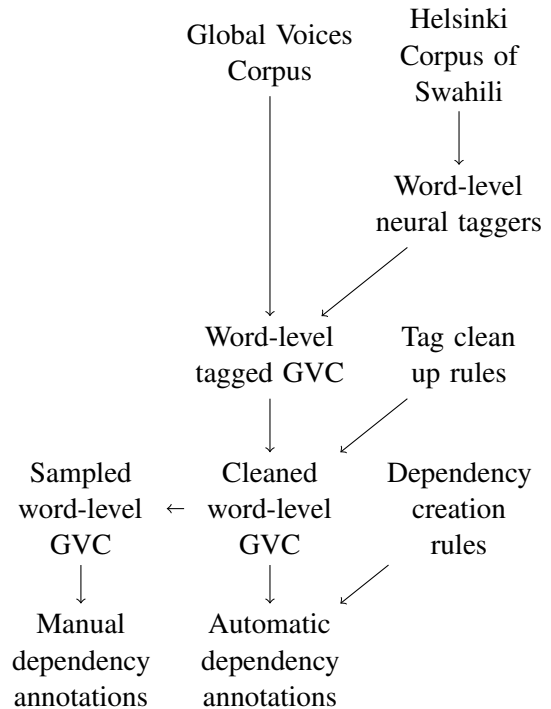 Global Voices
Corpus
Helsinki
Corpus of
Swahili
Word-level
neural taggers
Word-level
tagged GVC
Tag clean
up rules
Sampled
word-level
GVC
Cleaned
word-level
GVC
Dependency
creation
rules
Manual
dependency
annotations
Automatic
dependency
annotations